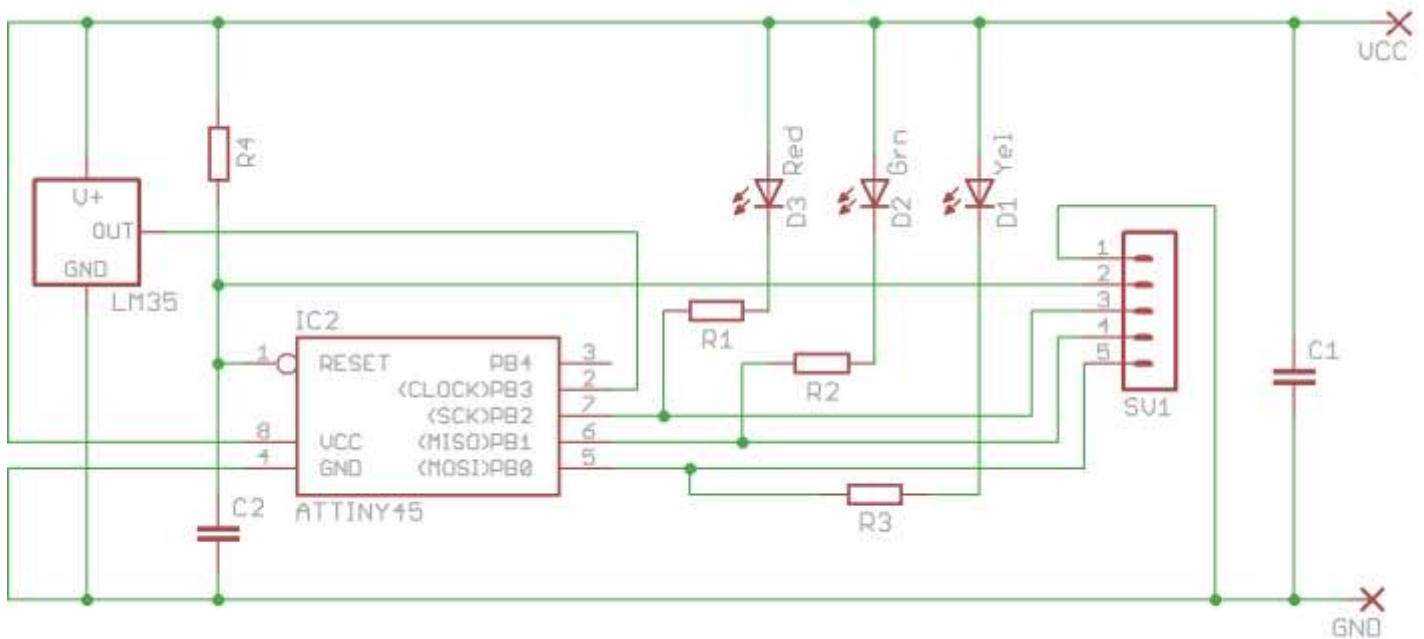 VCC
R4
Red
Grn
Yel
D3
D2
D1
V+
OUT
GND
LM35
1
2
3
4
5
SV1
R1
R2
R3
C1
IC2
1
RESET
PB4
3
(CLOCK)PB3
2
(SCK)PB2
7
8
VCC
(MISO)PB1
6
4
GND
(MOSI)PB0
5
ATTINY45
C2
GND